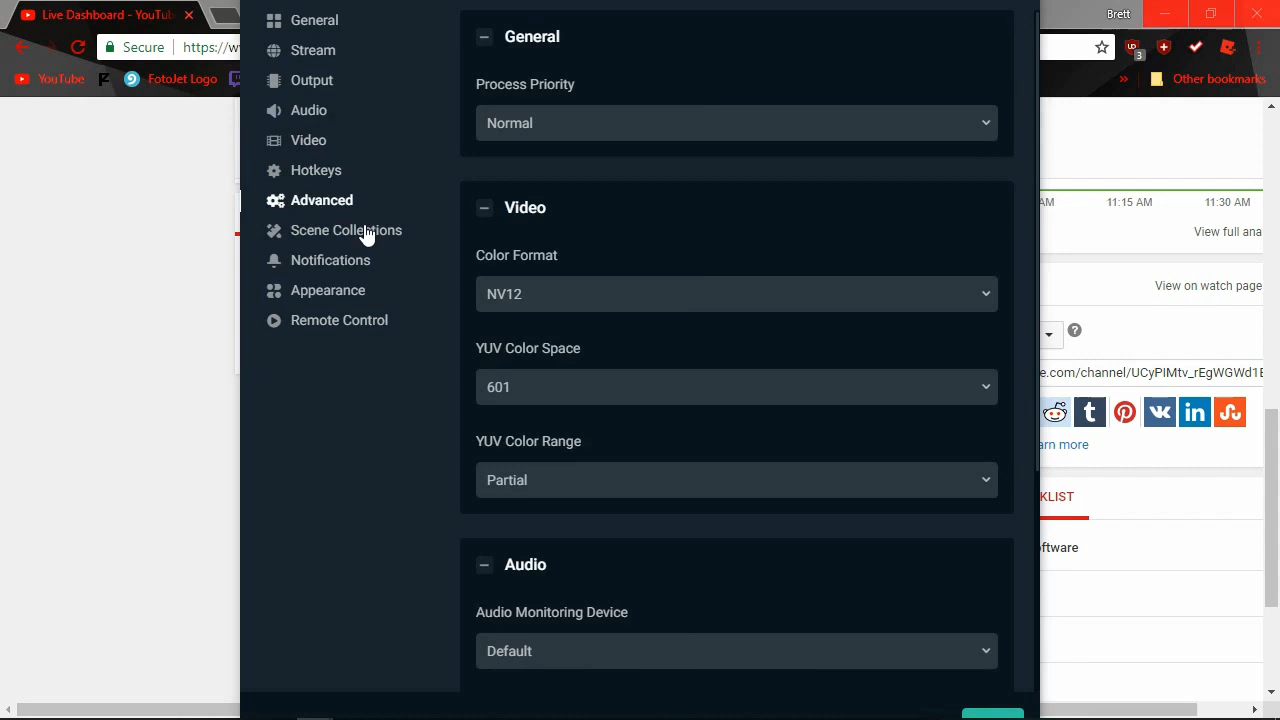 Live Dashboard - YouTub
Brett
Secure
https://w
3
YouTube
FotoJet Logo
»
Other bookmarks
General
Stream
Output
Audio
Video
Hotkeys
Advanced
Scene Collections
Notifications
Appearance
Remote Control
General
Process Priority
Normal
Video
Color Format
NV12
YUV Color Space
601
YUV Color Range
Partial
Audio
Audio Monitoring Device
Default
AM
11:15 AM
11:30 AM
View full ana
View on watch page
e.com/channel/UCyPIMtv_rEgWGWd1E
arn more
KLIST
ftware